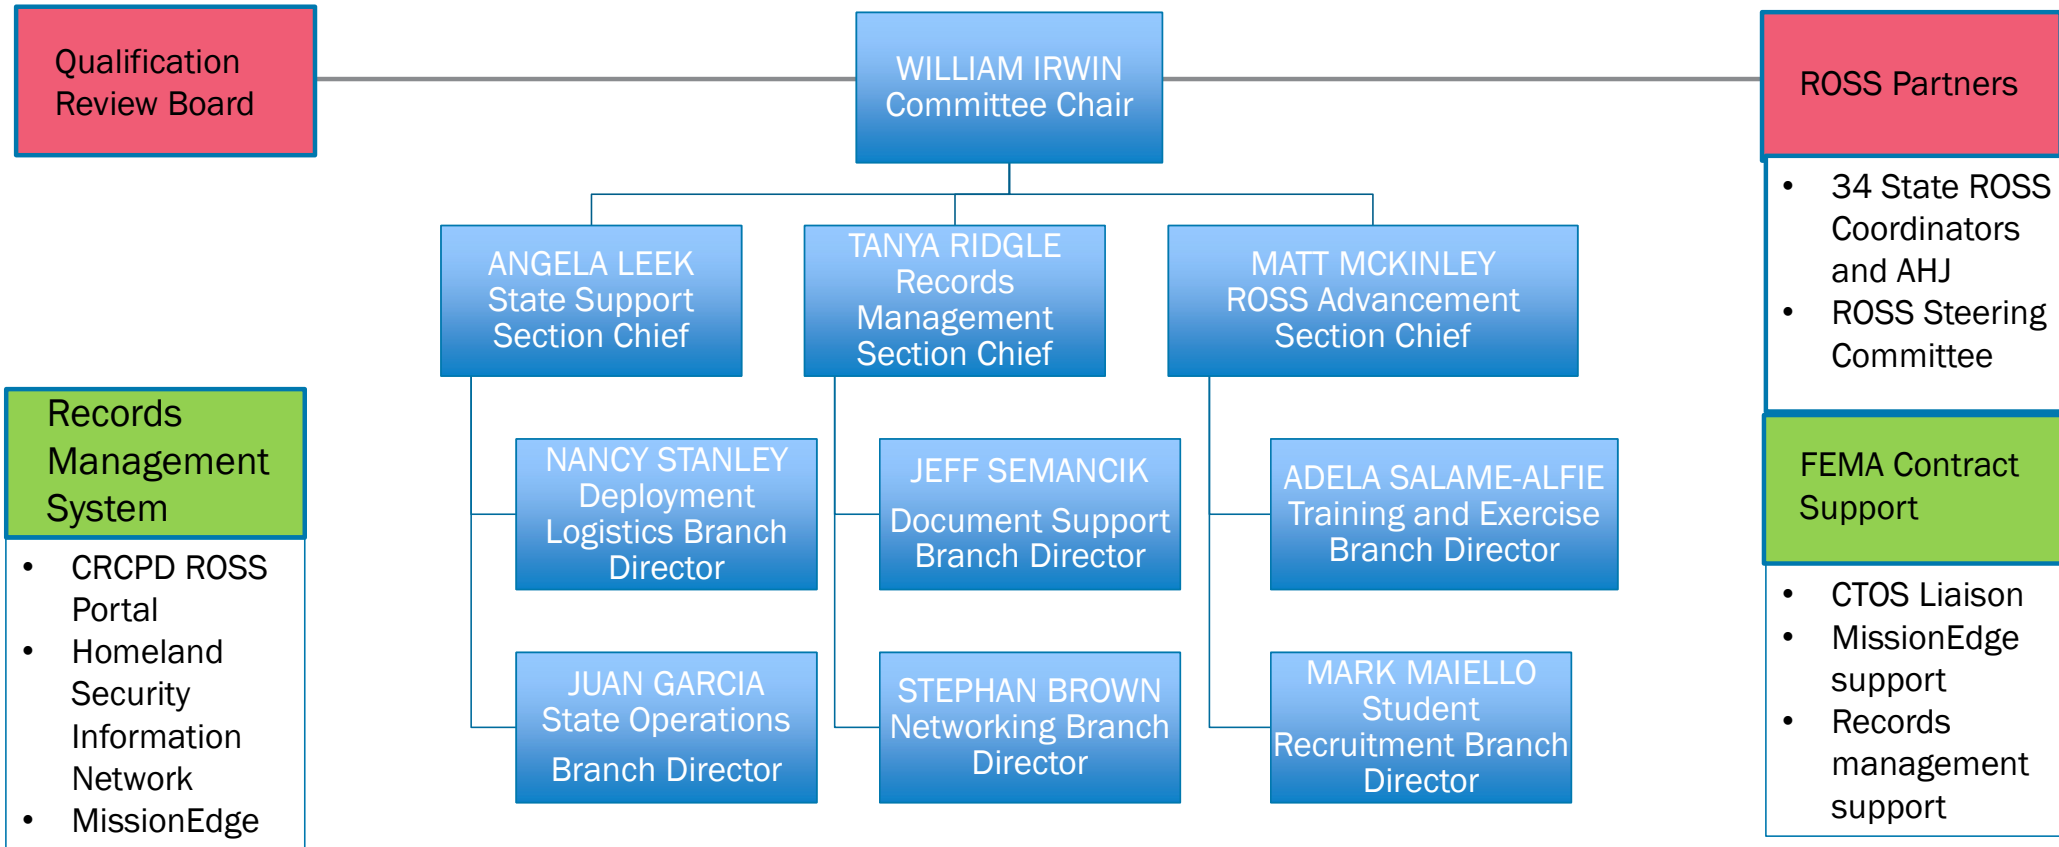 Qualification
Review Board
WILLIAM IRWIN
Committee Chair
ROSS Partners
• 34 State ROSS
Coordinators
and AHJ
• ROSS Steering
Committee
ANGELA LEEK
State Support
Section Chief
TANYA RIDGLE
Records
Management
Section Chief
MATT MCKINLEY
ROSS Advancement
Section Chief
Records
Management
System
• CRCPD ROSS
Portal
• Homeland
Security
Information
Network
• MissionEdge
NANCY STANLEY
Deployment
Logistics Branch
Director
JEFF SEMANCIK
Document Support
Branch Director
ADELA SALAME-ALFIE
Training and Exercise
Branch Director
JUAN GARCIA
State Operations
Branch Director
STEPHAN BROWN
Networking Branch
Director
MARK MAIELLO
Student
Recruitment Branch
Director
FEMA Contract
Support
• CTOS Liaison
• MissionEdge
support
• Records
management
support